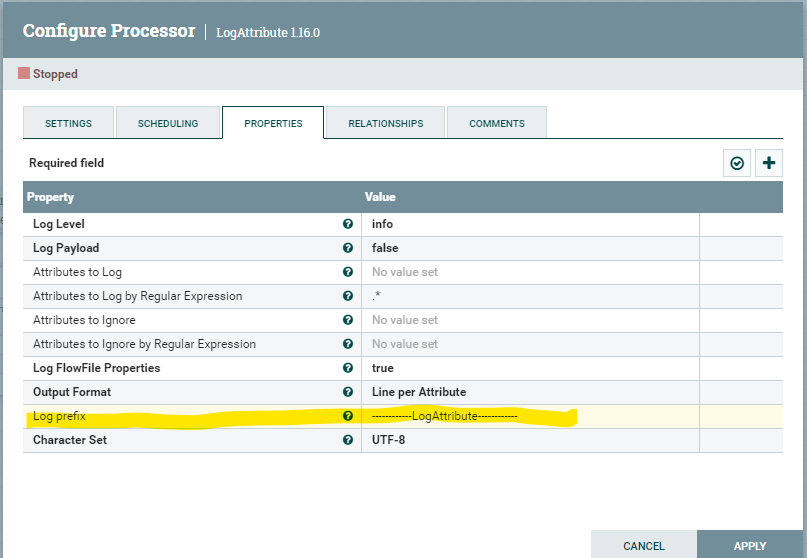 Configure Processor | LogAttribute 1.16.0
Stopped
SETTINGS SCHEDULING PROPERTIES RELATIONSHIPS COMMENTS
Required field
Property Value
Log Level info
Log Payload false
Attributes to Log No value set
Attributes to Log by Regular Expression .*
Attributes to Ignore No value set
Attributes to Ignore by Regular Expression No value set
Log FlowFile Properties true
Output Format Line per Attribute
Log prefix ------------LogAttribute------------
Character Set UTF-8
CANCEL APPLY